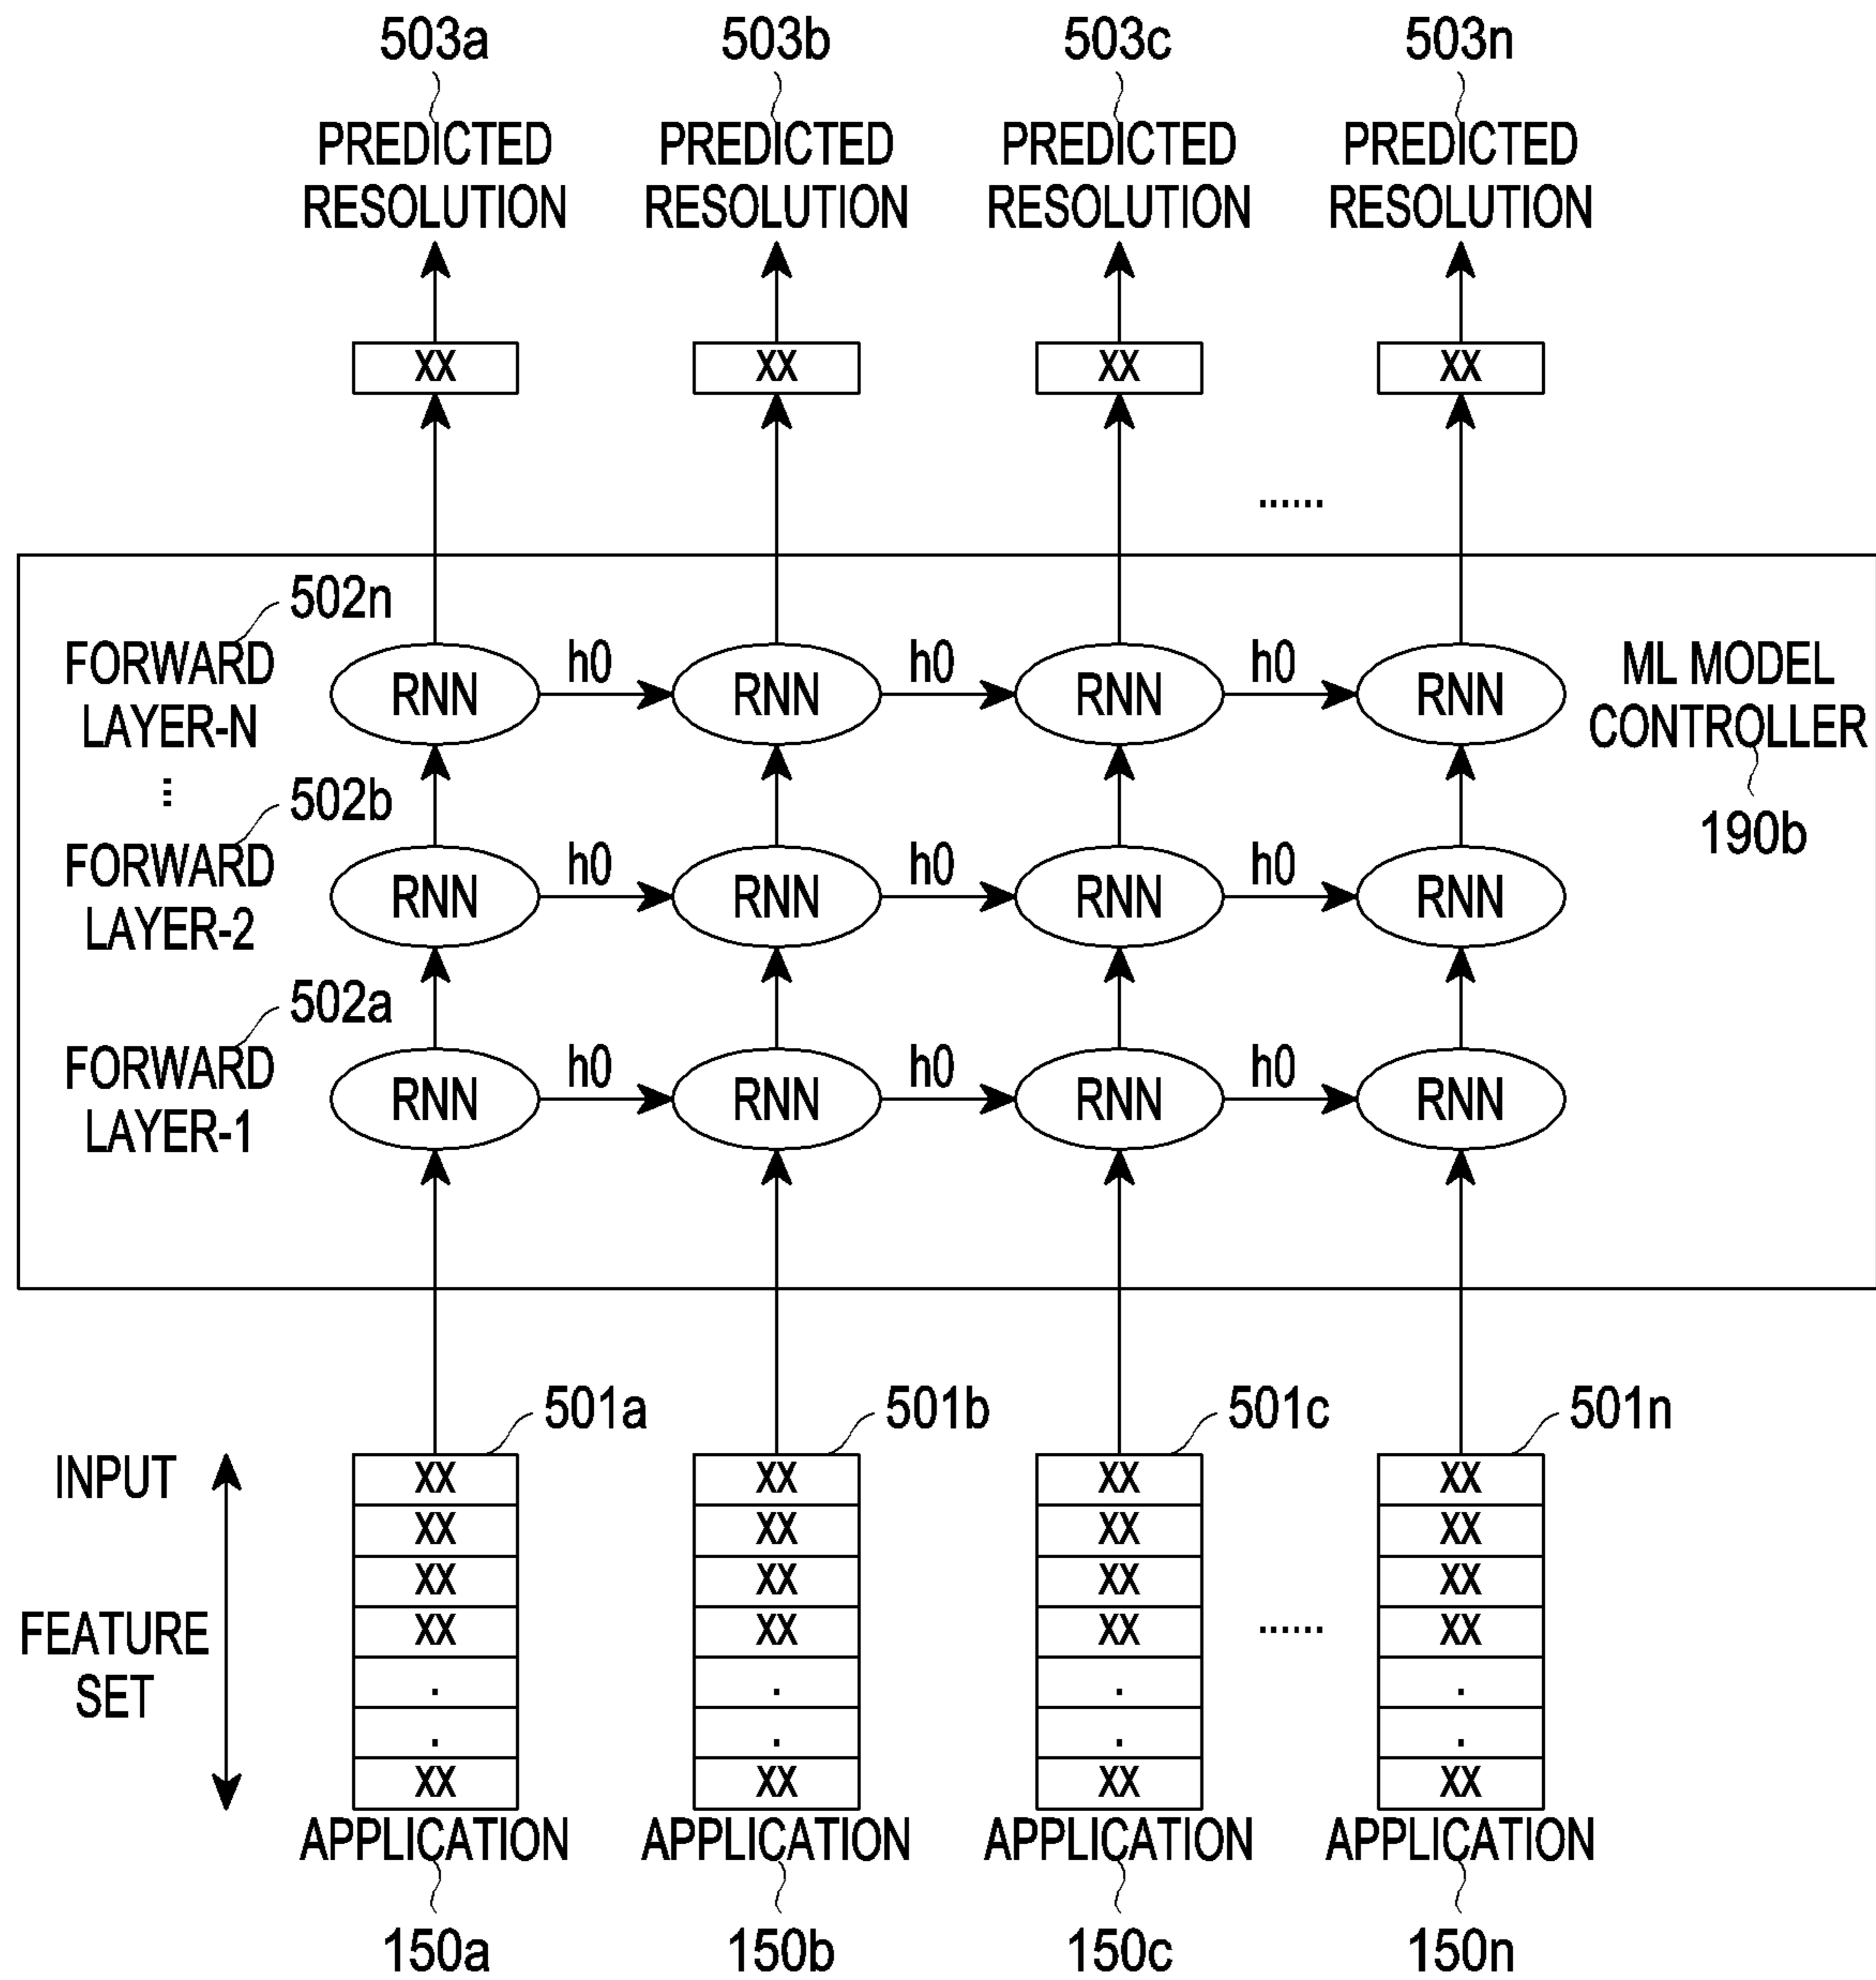 503a 503b 503c 503n
PREDICTED PREDICTED PREDICTED PREDICTED
RESOLUTION RESOLUTION RESOLUTION RESOLUTION
XX XX XX XX
......
502n
FORWARD RNN h0 RNN h0 RNN h0 RNN ML MODEL
LAYER-N CONTROLLER
...
502b 190b
FORWARD RNN h0 RNN h0 RNN h0 RNN
LAYER-2
502a
FORWARD RNN h0 RNN h0 RNN h0 RNN
LAYER-1
501a 501b 501c 501n
INPUT XX XX XX XX
XX XX XX XX
XX XX XX XX
FEATURE XX XX XX ...... XX
SET . . . .
. . . .
XX XX XX XX
APPLICATION APPLICATION APPLICATION APPLICATION
150a 150b 150c 150n